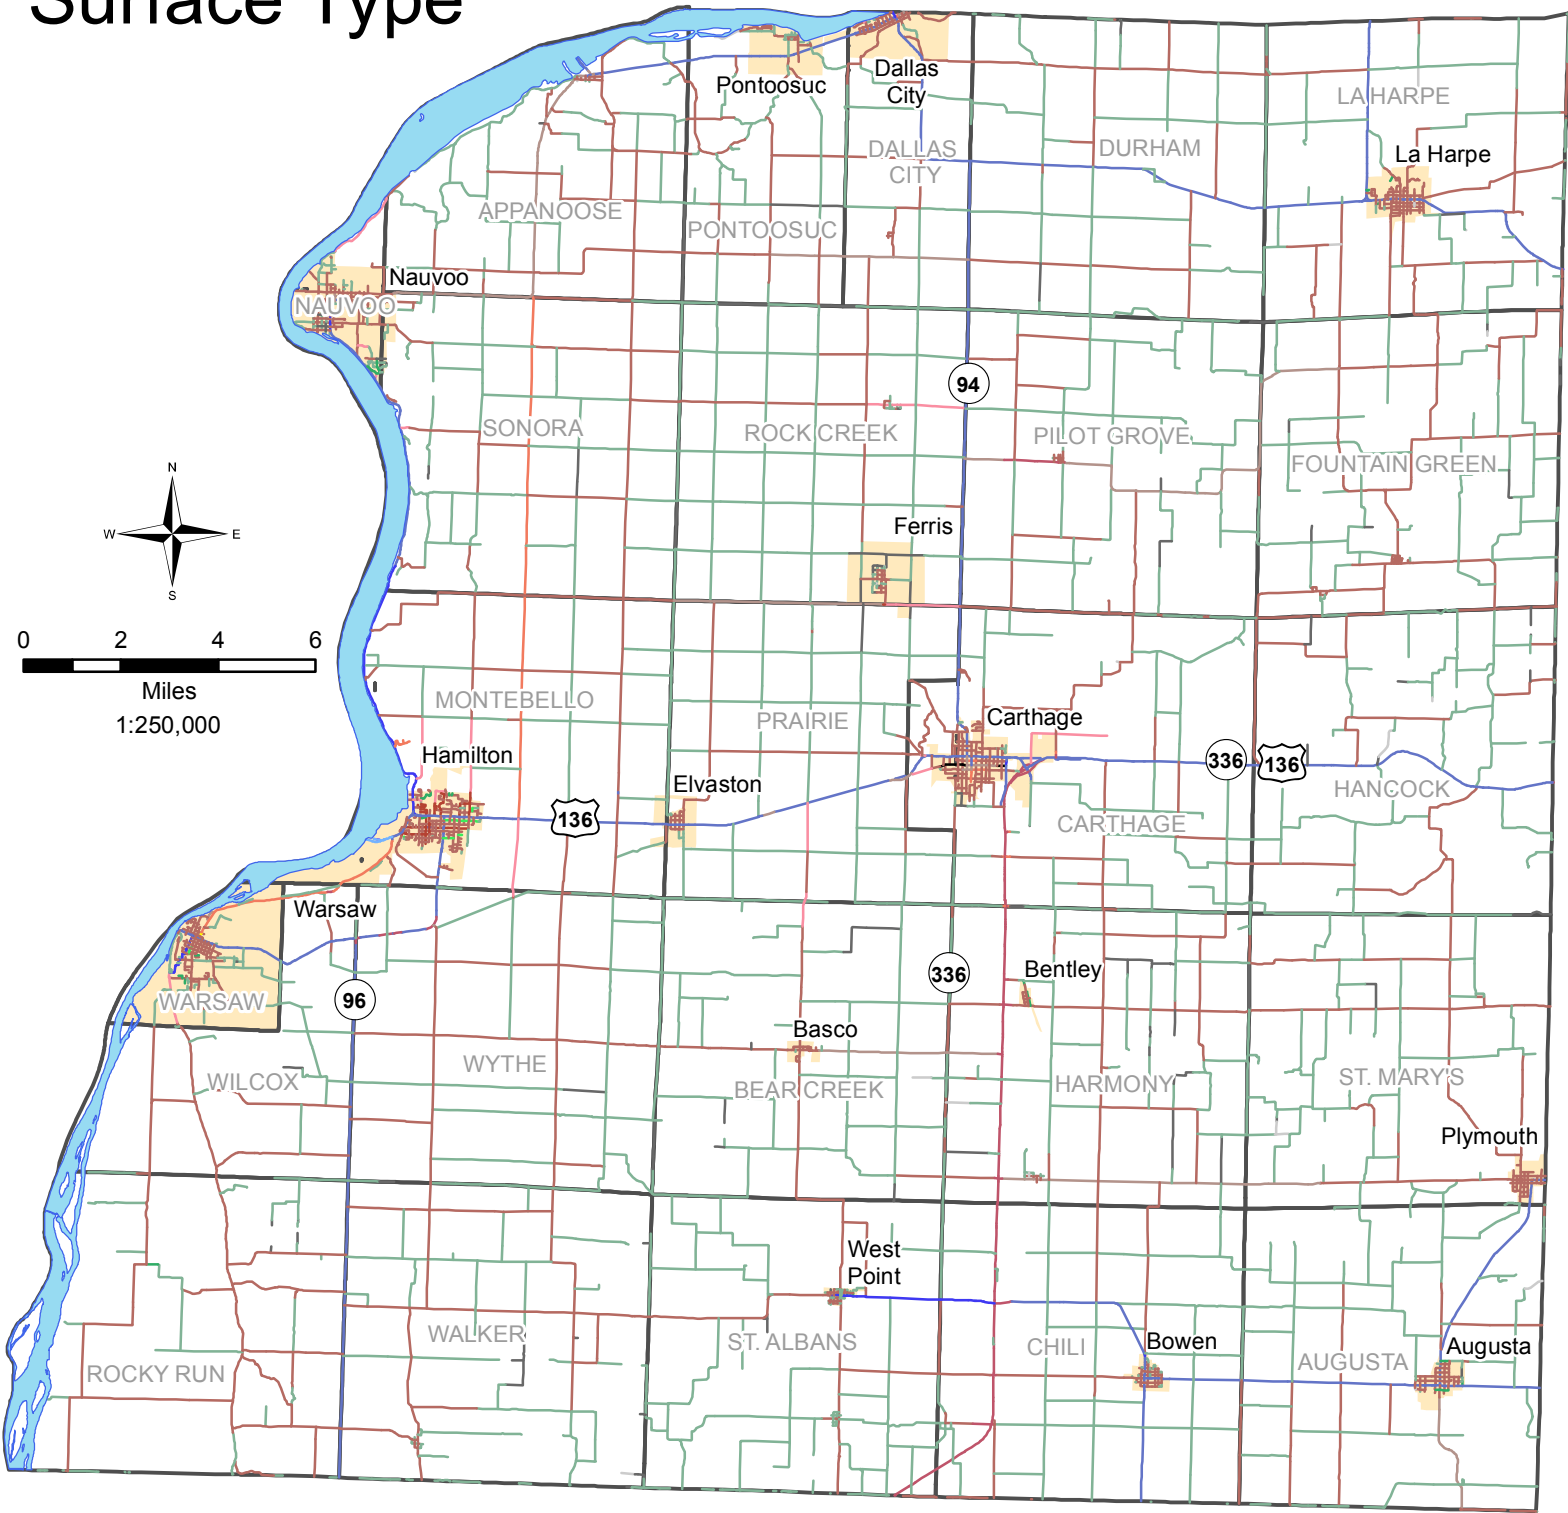 Surface Type
Pontoosuc
Dallas
City
LA HARPE
La Harpe
DALLAS
CITY
DURHAM
APPANOOSE
PONTOOSUC
Nauvoo
NAUVOO
94
SONORA
ROCK CREEK
PILOT GROVE
FOUNTAIN GREEN
N
W
E
S
Ferris
0
2
4
6
Miles
1:250,000
MONTEBELLO
PRAIRIE
Carthage
Hamilton
Elvaston
336
136
HANCOCK
136
CARTHAGE
Warsaw
WARSAW
96
336
Bentley
Basco
WILCOX
WYTHE
BEAR CREEK
HARMONY
ST. MARY'S
Plymouth
West
Point
ROCKY RUN
WALKER
ST. ALBANS
CHILI
Bowen
AUGUSTA
Augusta